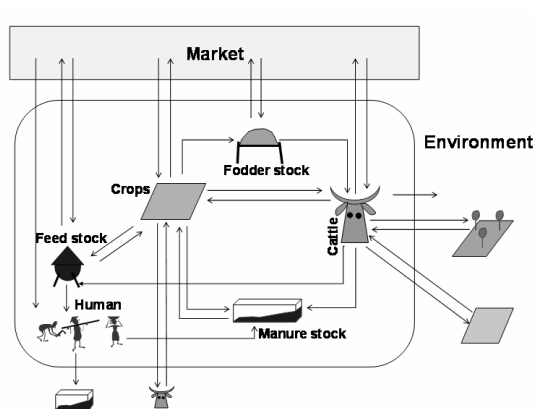 Market
Environment
Fodder stock
Crops
Cattle
Feed stock
Human
Manure stock